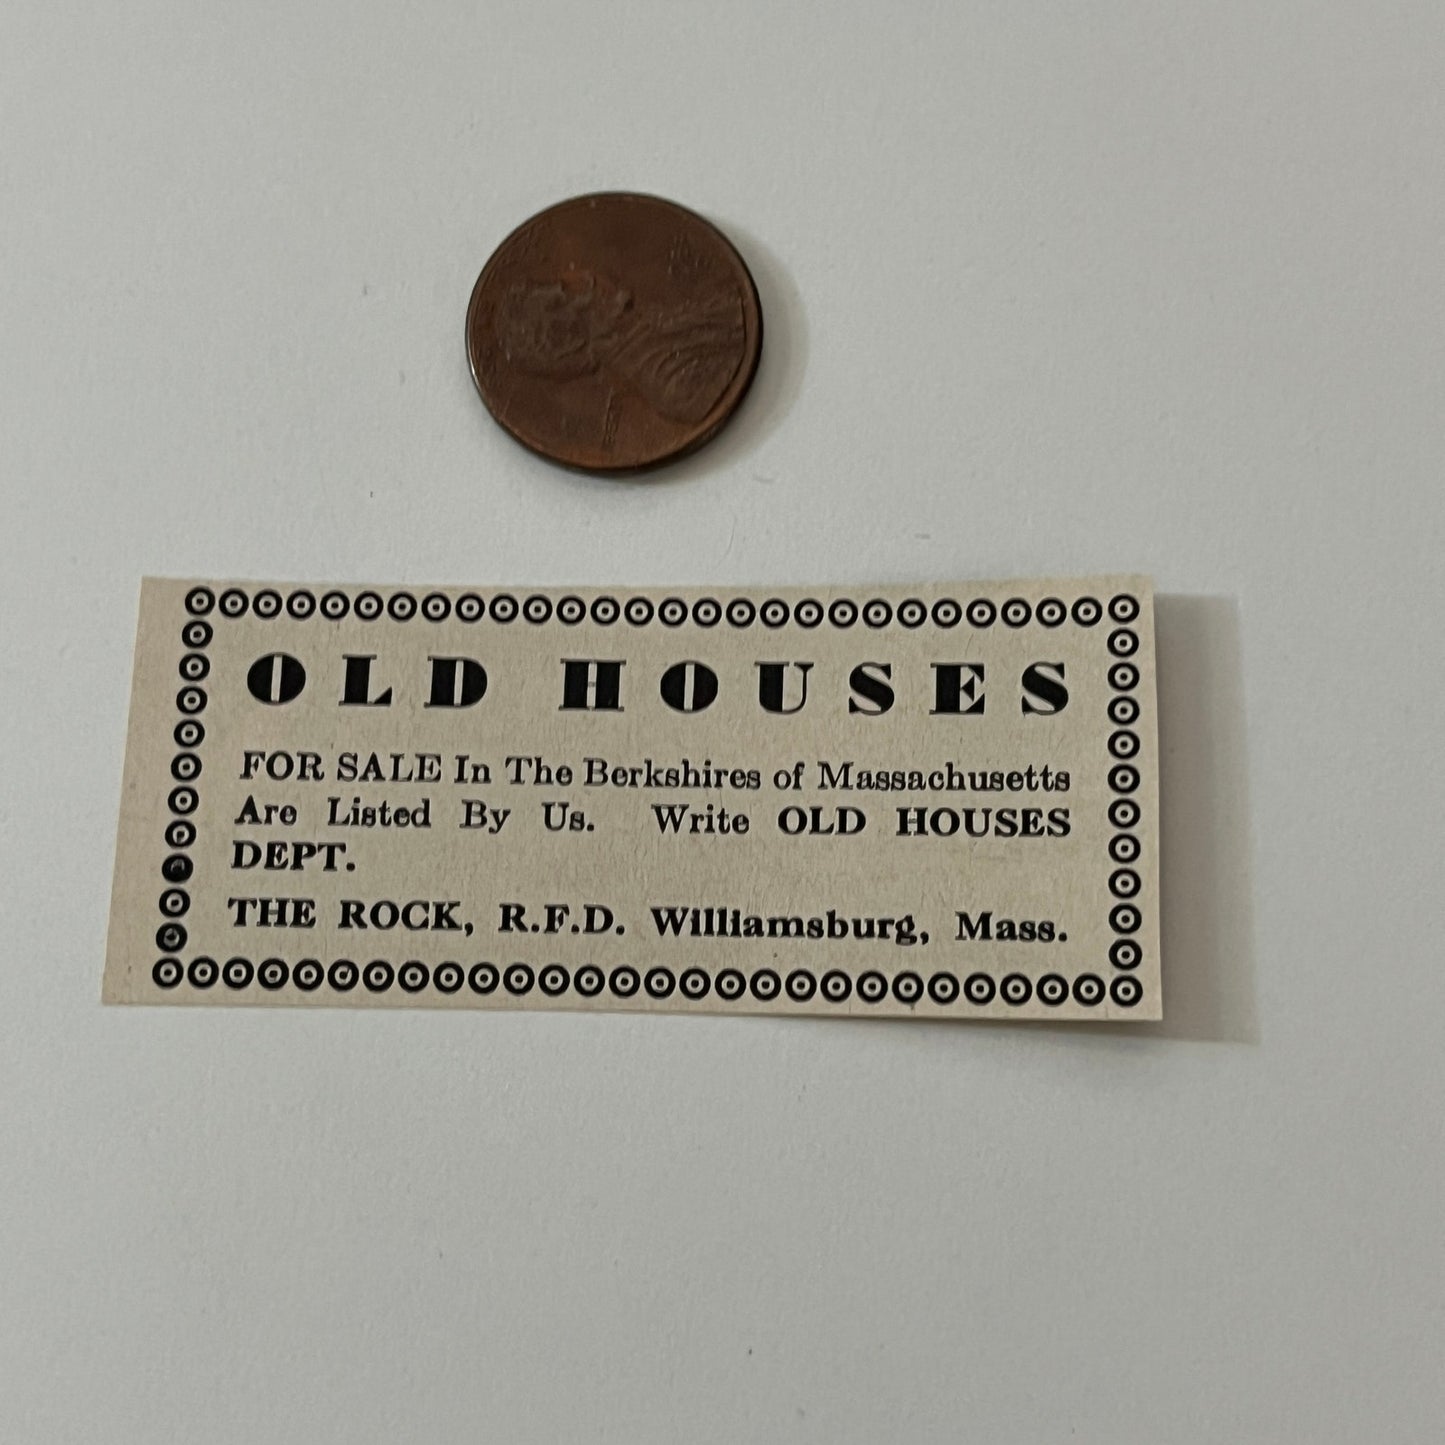 OLD HOUSES
FOR SALE In The Berkshires of Massachusetts
Are Listed By Us. Write OLD HOUSES
DEPT.
THE ROCK, R.F.D. Williamsburg, Mass.